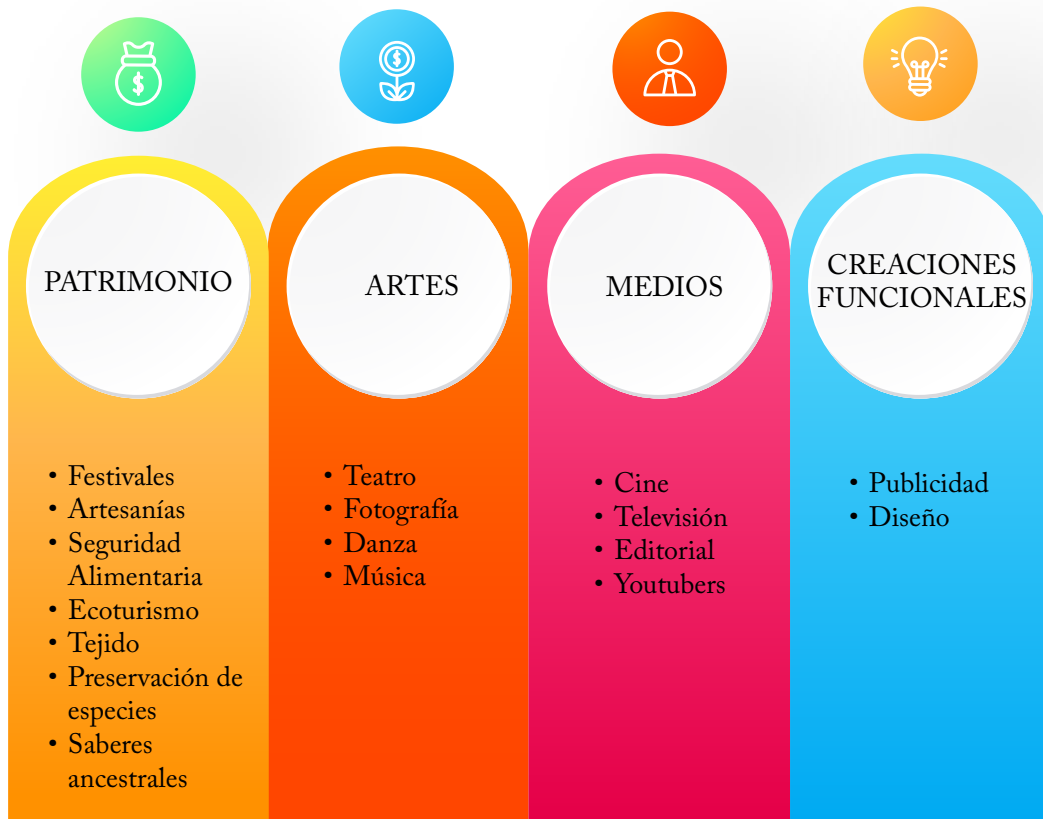 PATRIMONIO
• Festivales
• Artesanías
• Seguridad
Alimentaria
• Ecoturismo
• Tejido
• Preservación de
especies
• Saberes
ancestrales
ARTES
• Teatro
• Fotografía
• Danza
• Música
MEDIOS
• Cine
• Televisión
• Editorial
• Youtubers
CREACIONES
FUNCIONALES
• Publicidad
• Diseño